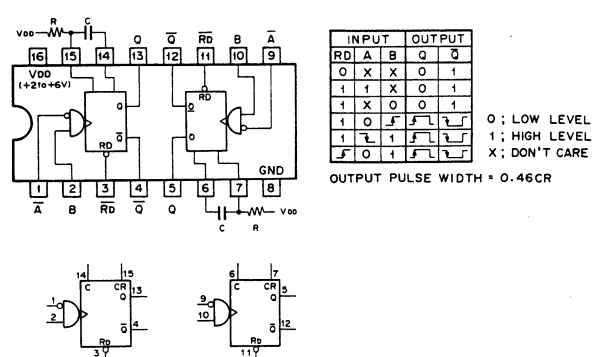 R C
VDD
Q Q̅ R̅D̅ B A̅
16 15 14 13 12 11 10 9
VDD
(+2 to +6V)
RD
Q Q̅
Q̅ Q
RD
GND
1 2 3 4 5 6 7 8
A̅ B R̅D̅ Q̅ Q
C R VDD
INPUT OUTPUT
RD A B Q Q̅
0 X X 0 1
1 1 X 0 1
1 X 0 0 1
1 0
1 1
0 1
0 ; LOW LEVEL
1 ; HIGH LEVEL
X ; DON'T CARE
OUTPUT PULSE WIDTH = 0.46CR
14 15
C CR
Q 13
1
2
Q̅ 4
RD
3
6 7
C CR
Q 5
9
10
Q̅ 12
RD
11